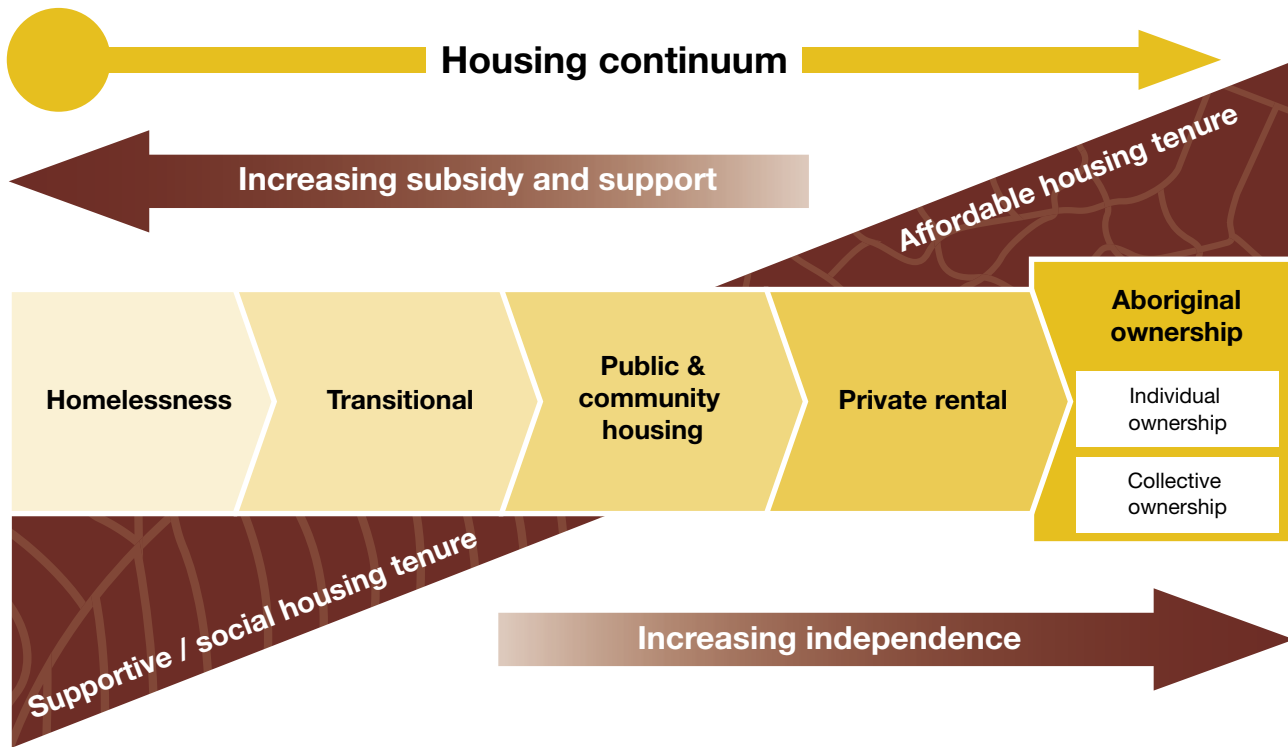 Housing continuum
Increasing subsidy and support
Affordable housing tenure
Homelessness
Transitional
Public &
community
housing
Private rental
Aboriginal
ownership
Individual
ownership
Collective
ownership
Supportive / social housing tenure
Increasing independence